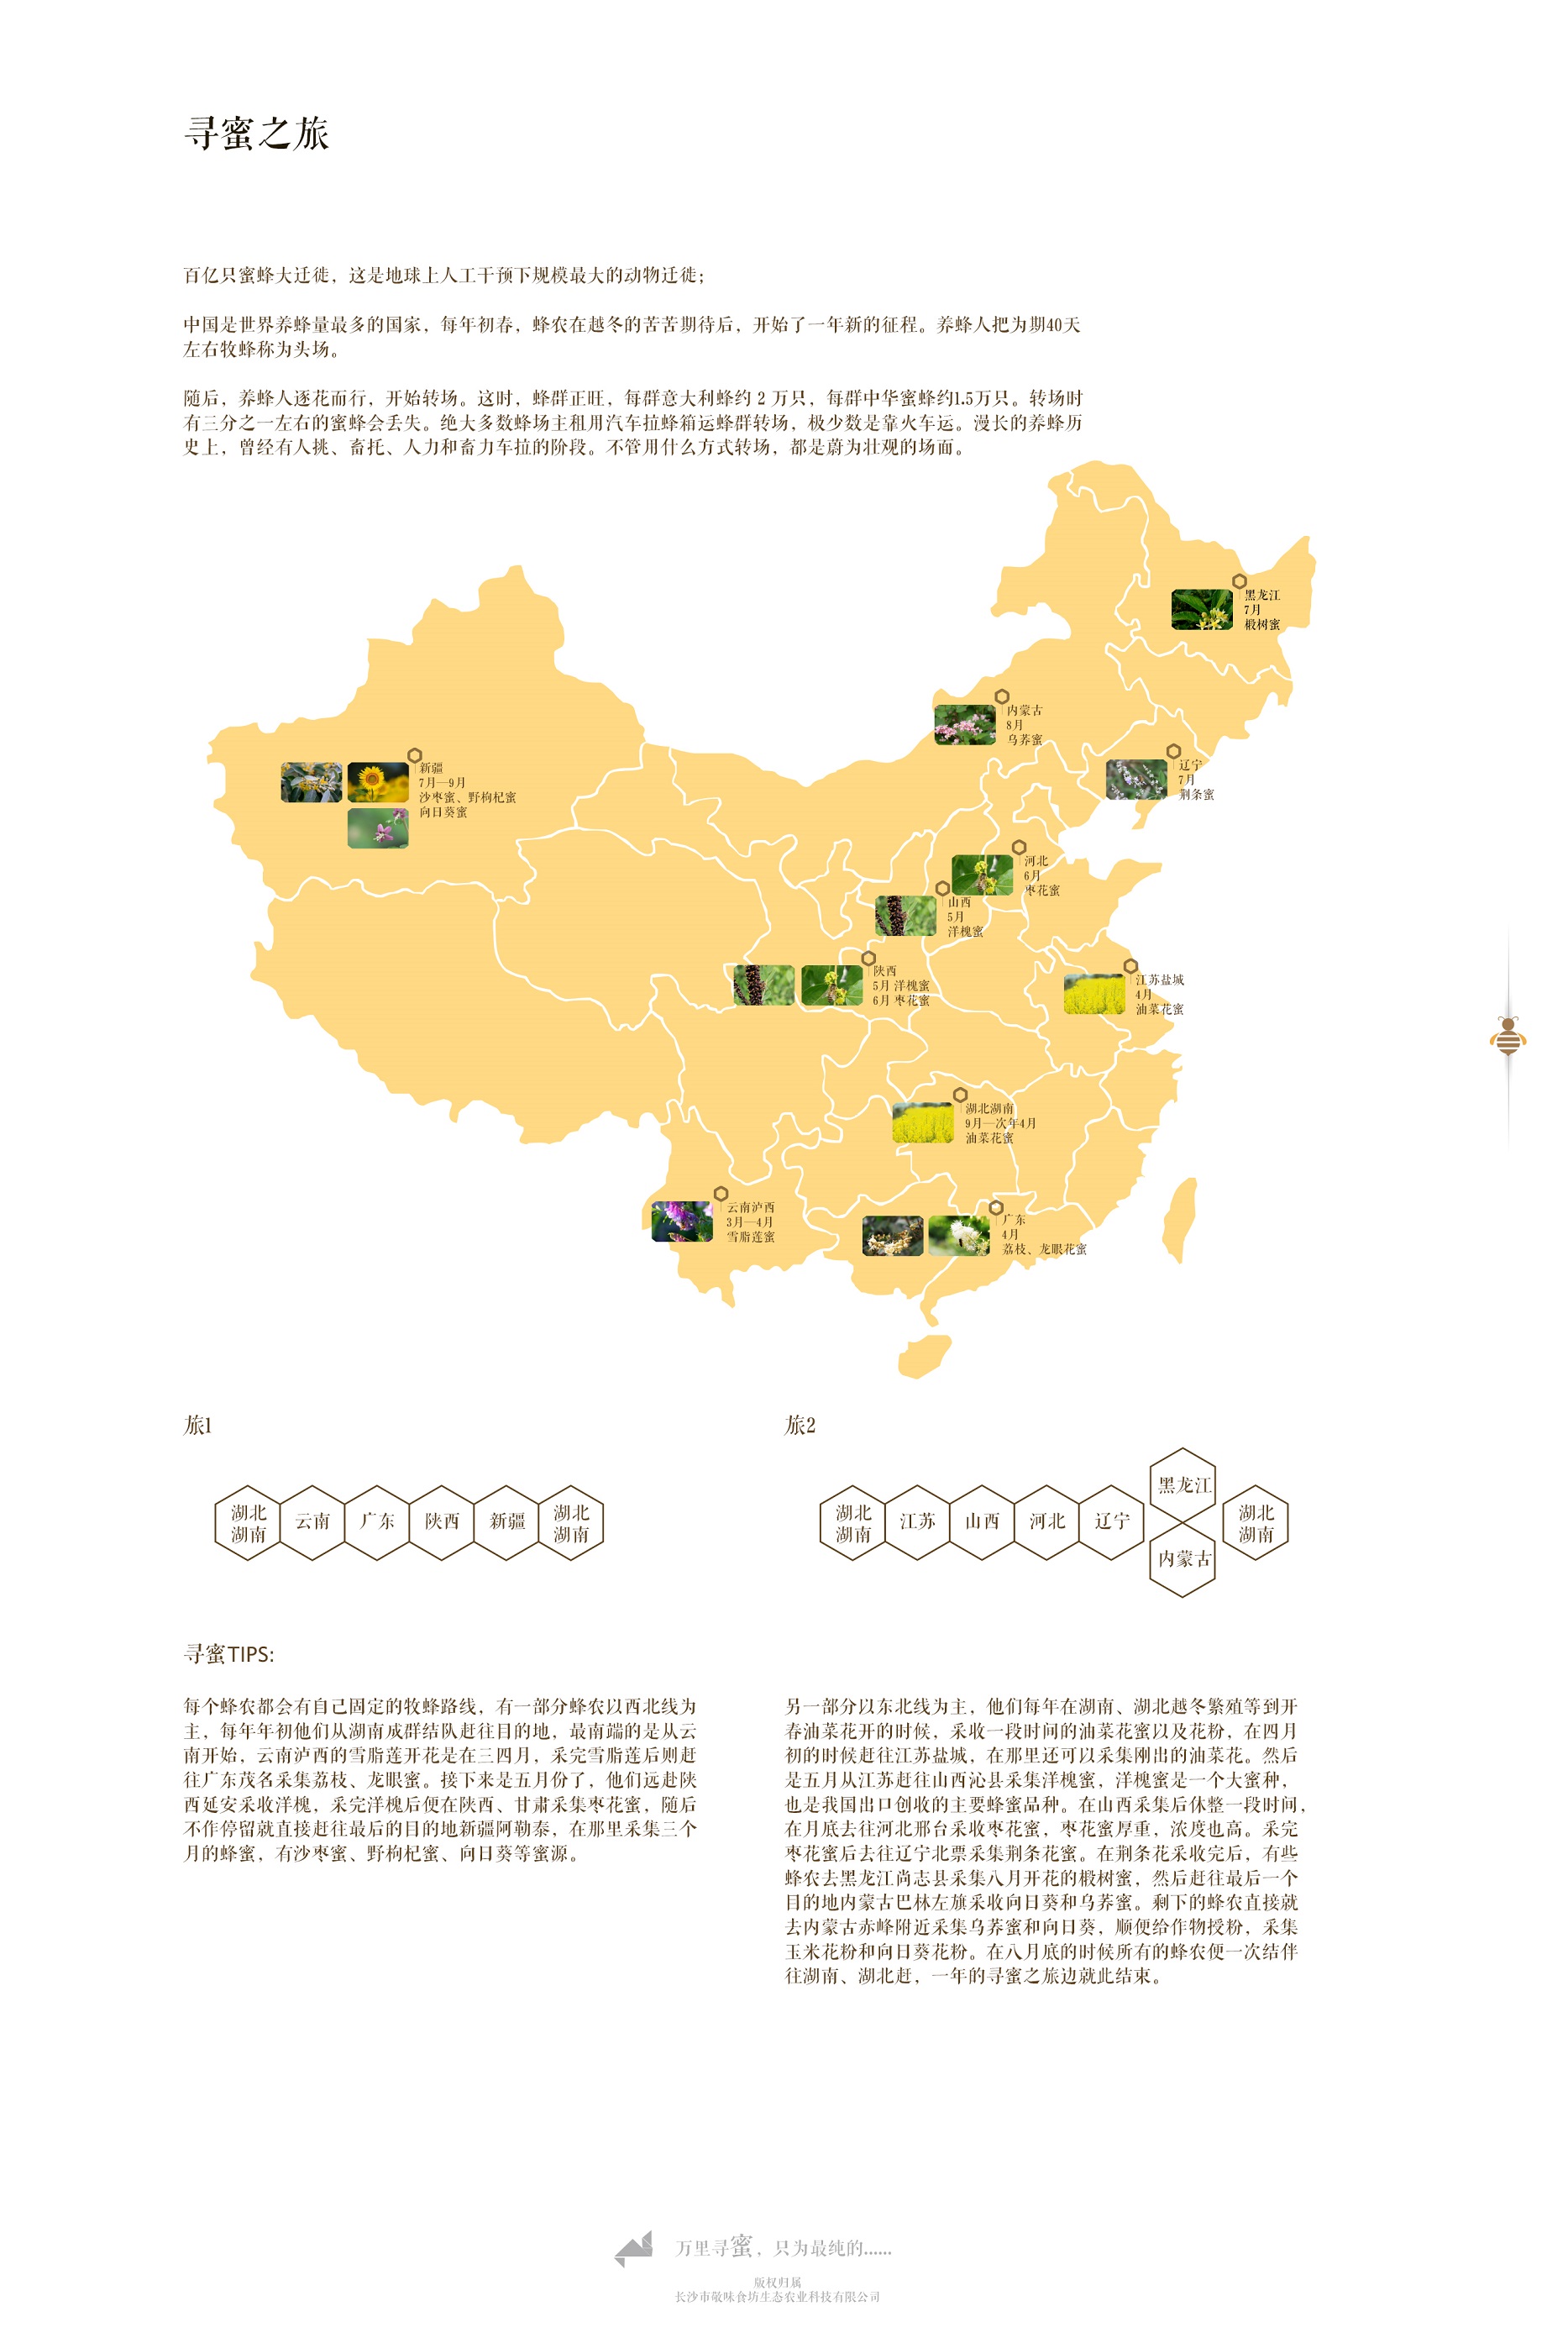 寻蜜之旅
百亿只蜜蜂大迁徙，这是地球上人工干预下规模最大的动物迁徙；
中国是世界养蜂量最多的国家，每年初春，蜂农在越冬的苦苦期待后，开始了一年新的征程。养蜂人把为期40天
左右牧蜂称为头场。
随后，养蜂人逐花而行，开始转场。这时，蜂群正旺，每群意大利蜂约 2 万只，每群中华蜜蜂约1.5万只。转场时
有三分之一左右的蜜蜂会丢失。绝大多数蜂场主租用汽车拉蜂箱运蜂群转场，极少数是靠火车运。漫长的养蜂历
史上，曾经有人挑、畜托、人力和畜力车拉的阶段。不管用什么方式转场，都是蔚为壮观的场面。
黑龙江
7月
椴树蜜
内蒙古
8月
乌荞蜜
辽宁
7月
荆条蜜
新疆
7月—9月
沙枣蜜、野枸杞蜜
向日葵蜜
河北
6月
枣花蜜
山西
5月
洋槐蜜
陕西
5月 洋槐蜜
6月 枣花蜜
江苏盐城
4月
油菜花蜜
湖北湖南
9月—次年4月
油菜花蜜
云南泸西
3月—4月
雪脂莲蜜
广东
4月
荔枝、龙眼花蜜
旅1
湖北
湖南
云南
广东
陕西
新疆
湖北
湖南
旅2
湖北
湖南
江苏
山西
河北
辽宁
黑龙江
内蒙古
湖北
湖南
寻蜜TIPS:
每个蜂农都会有自己固定的牧蜂路线，有一部分蜂农以西北线为
主，每年年初他们从湖南成群结队赶往目的地，最南端的是从云
南开始，云南泸西的雪脂莲开花是在三四月，采完雪脂莲后则赶
往广东茂名采集荔枝、龙眼蜜。接下来是五月份了，他们远赴陕
西延安采收洋槐，采完洋槐后便在陕西、甘肃采集枣花蜜，随后
不作停留就直接赶往最后的目的地新疆阿勒泰，在那里采集三个
月的蜂蜜，有沙枣蜜、野枸杞蜜、向日葵等蜜源。
另一部分以东北线为主，他们每年在湖南、湖北越冬繁殖等到开
春油菜花开的时候，采收一段时间的油菜花蜜以及花粉，在四月
初的时候赶往江苏盐城，在那里还可以采集刚出的油菜花。然后
是五月从江苏赶往山西沁县采集洋槐蜜，洋槐蜜是一个大蜜种，
也是我国出口创收的主要蜂蜜品种。在山西采集后休整一段时间，
在月底去往河北邢台采收枣花蜜，枣花蜜厚重，浓度也高。采完
枣花蜜后去往辽宁北票采集荆条花蜜。在荆条花采收完后，有些
蜂农去黑龙江尚志县采集八月开花的椴树蜜，然后赶往最后一个
目的地内蒙古巴林左旗采收向日葵和乌荞蜜。剩下的蜂农直接就
去内蒙古赤峰附近采集乌荞蜜和向日葵，顺便给作物授粉，采集
玉米花粉和向日葵花粉。在八月底的时候所有的蜂农便一次结伴
往湖南、湖北赶，一年的寻蜜之旅边就此结束。
万里寻蜜，只为最纯的......
版权归属
长沙市敬味食坊生态农业科技有限公司